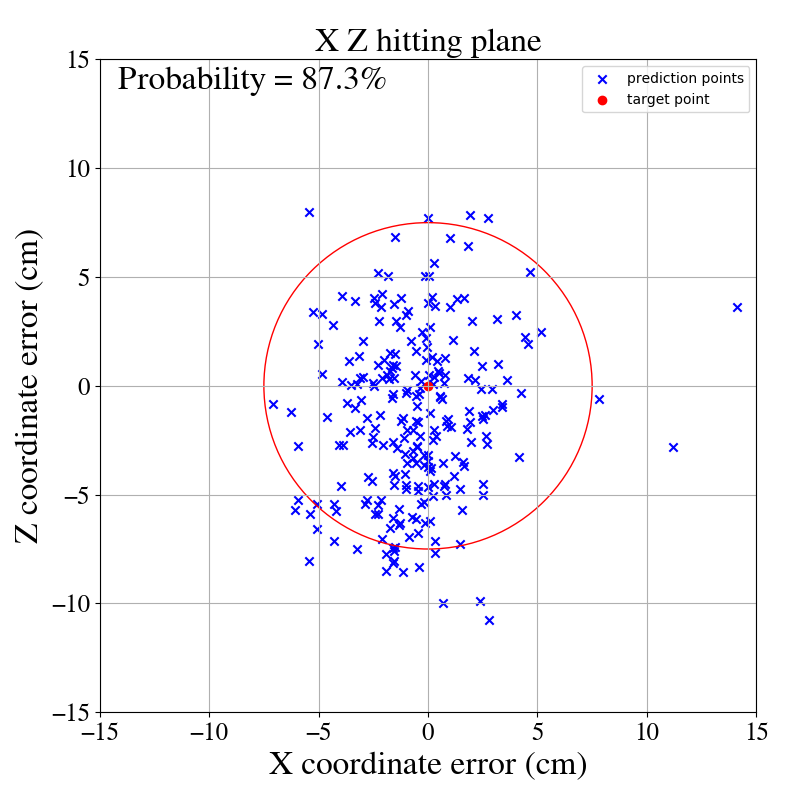 X Z hitting plane
Probability = 87.3%
prediction points
target point
15
10
5
0
−5
−10
−15
−15
−10
−5
0
5
10
15
Z coordinate error (cm)
X coordinate error (cm)